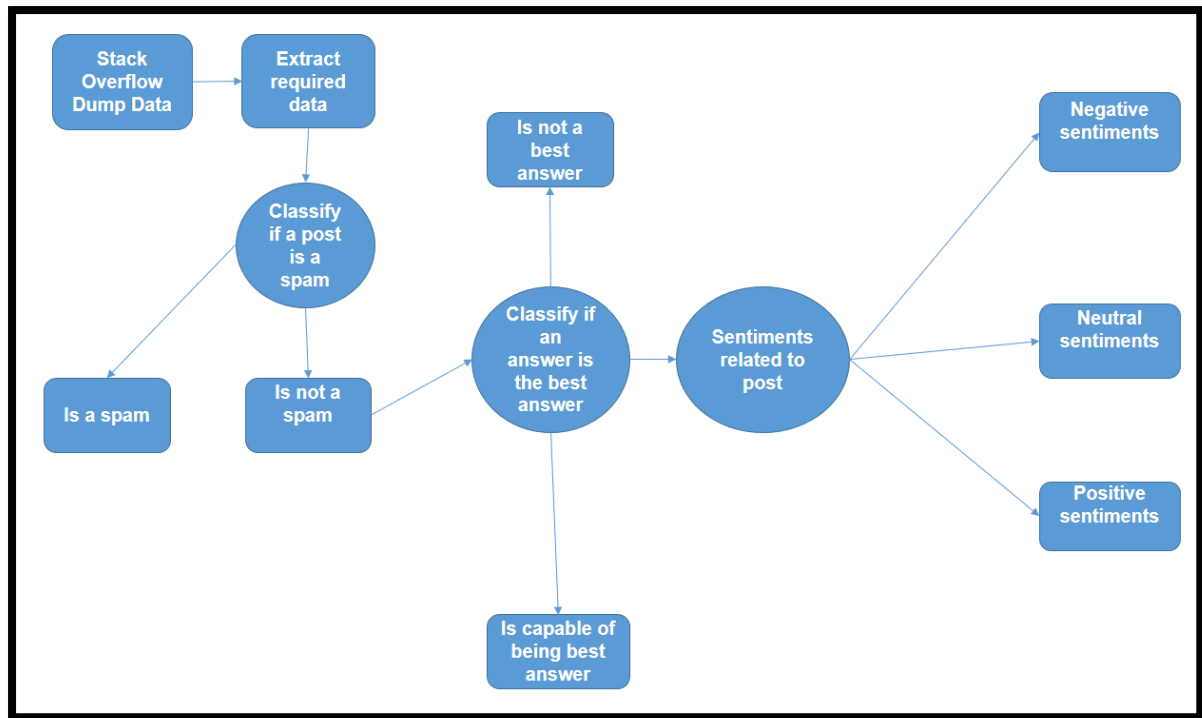 Stack
Overflow
Dump Data
Extract
required
data
Classify
if a post
is a
spam
Is a spam
Is not a
spam
Is not a
best
answer
Classify if
an
answer is
the best
answer
Is capable of
being best
answer
Sentiments
related to
post
Negative
sentiments
Neutral
sentiments
Positive
sentiments